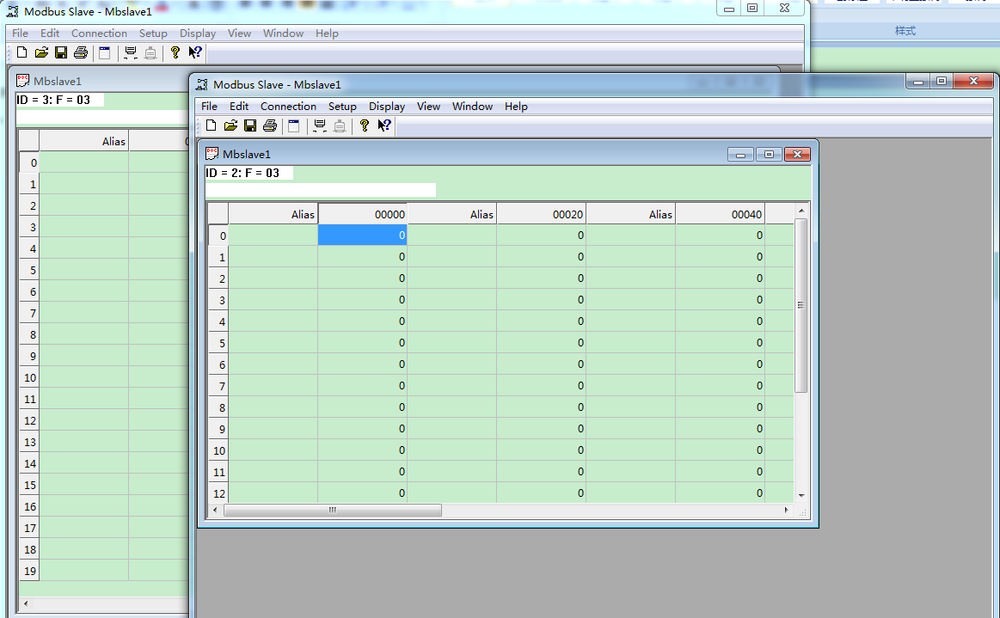 Modbus Slave - Mbslave1
样式
File Edit Connection Setup Display View Window Help
Mbslave1
ID = 3: F = 03
Alias
0
1
2
3
4
5
6
7
8
9
10
11
12
13
14
15
16
17
18
19
Modbus Slave - Mbslave1
File Edit Connection Setup Display View Window Help
Mbslave1
ID = 2: F = 03
Alias 00000 Alias 00020 Alias 00040
0 0 0 0
1 0 0 0
2 0 0 0
3 0 0 0
4 0 0 0
5 0 0 0
6 0 0 0
7 0 0 0
8 0 0 0
9 0 0 0
10 0 0 0
11 0 0 0
12 0 0 0